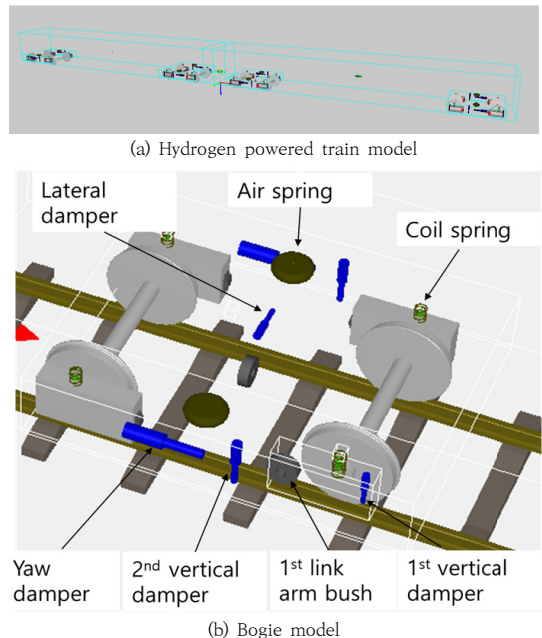 (a) Hydrogen powered train model
Lateral
damper
Air spring
Coil spring
Yaw
damper
2nd vertical
damper
1st link
arm bush
1st vertical
damper
(b) Bogie model